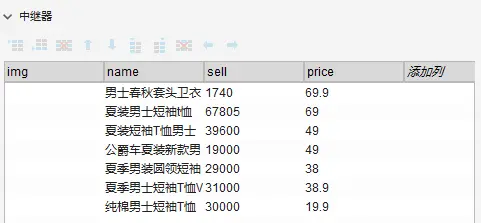 中继器
img name sell price 添加列
男士春秋套头卫衣 1740 69.9
夏装男士短袖t恤 67805 69
夏装短袖T恤男士 39600 49
公爵车夏装新款男 19000 49
夏季男装圆领短袖 29000 38
夏季男士短袖T恤V 31000 38.9
纯棉男士短袖T恤 30000 19.9